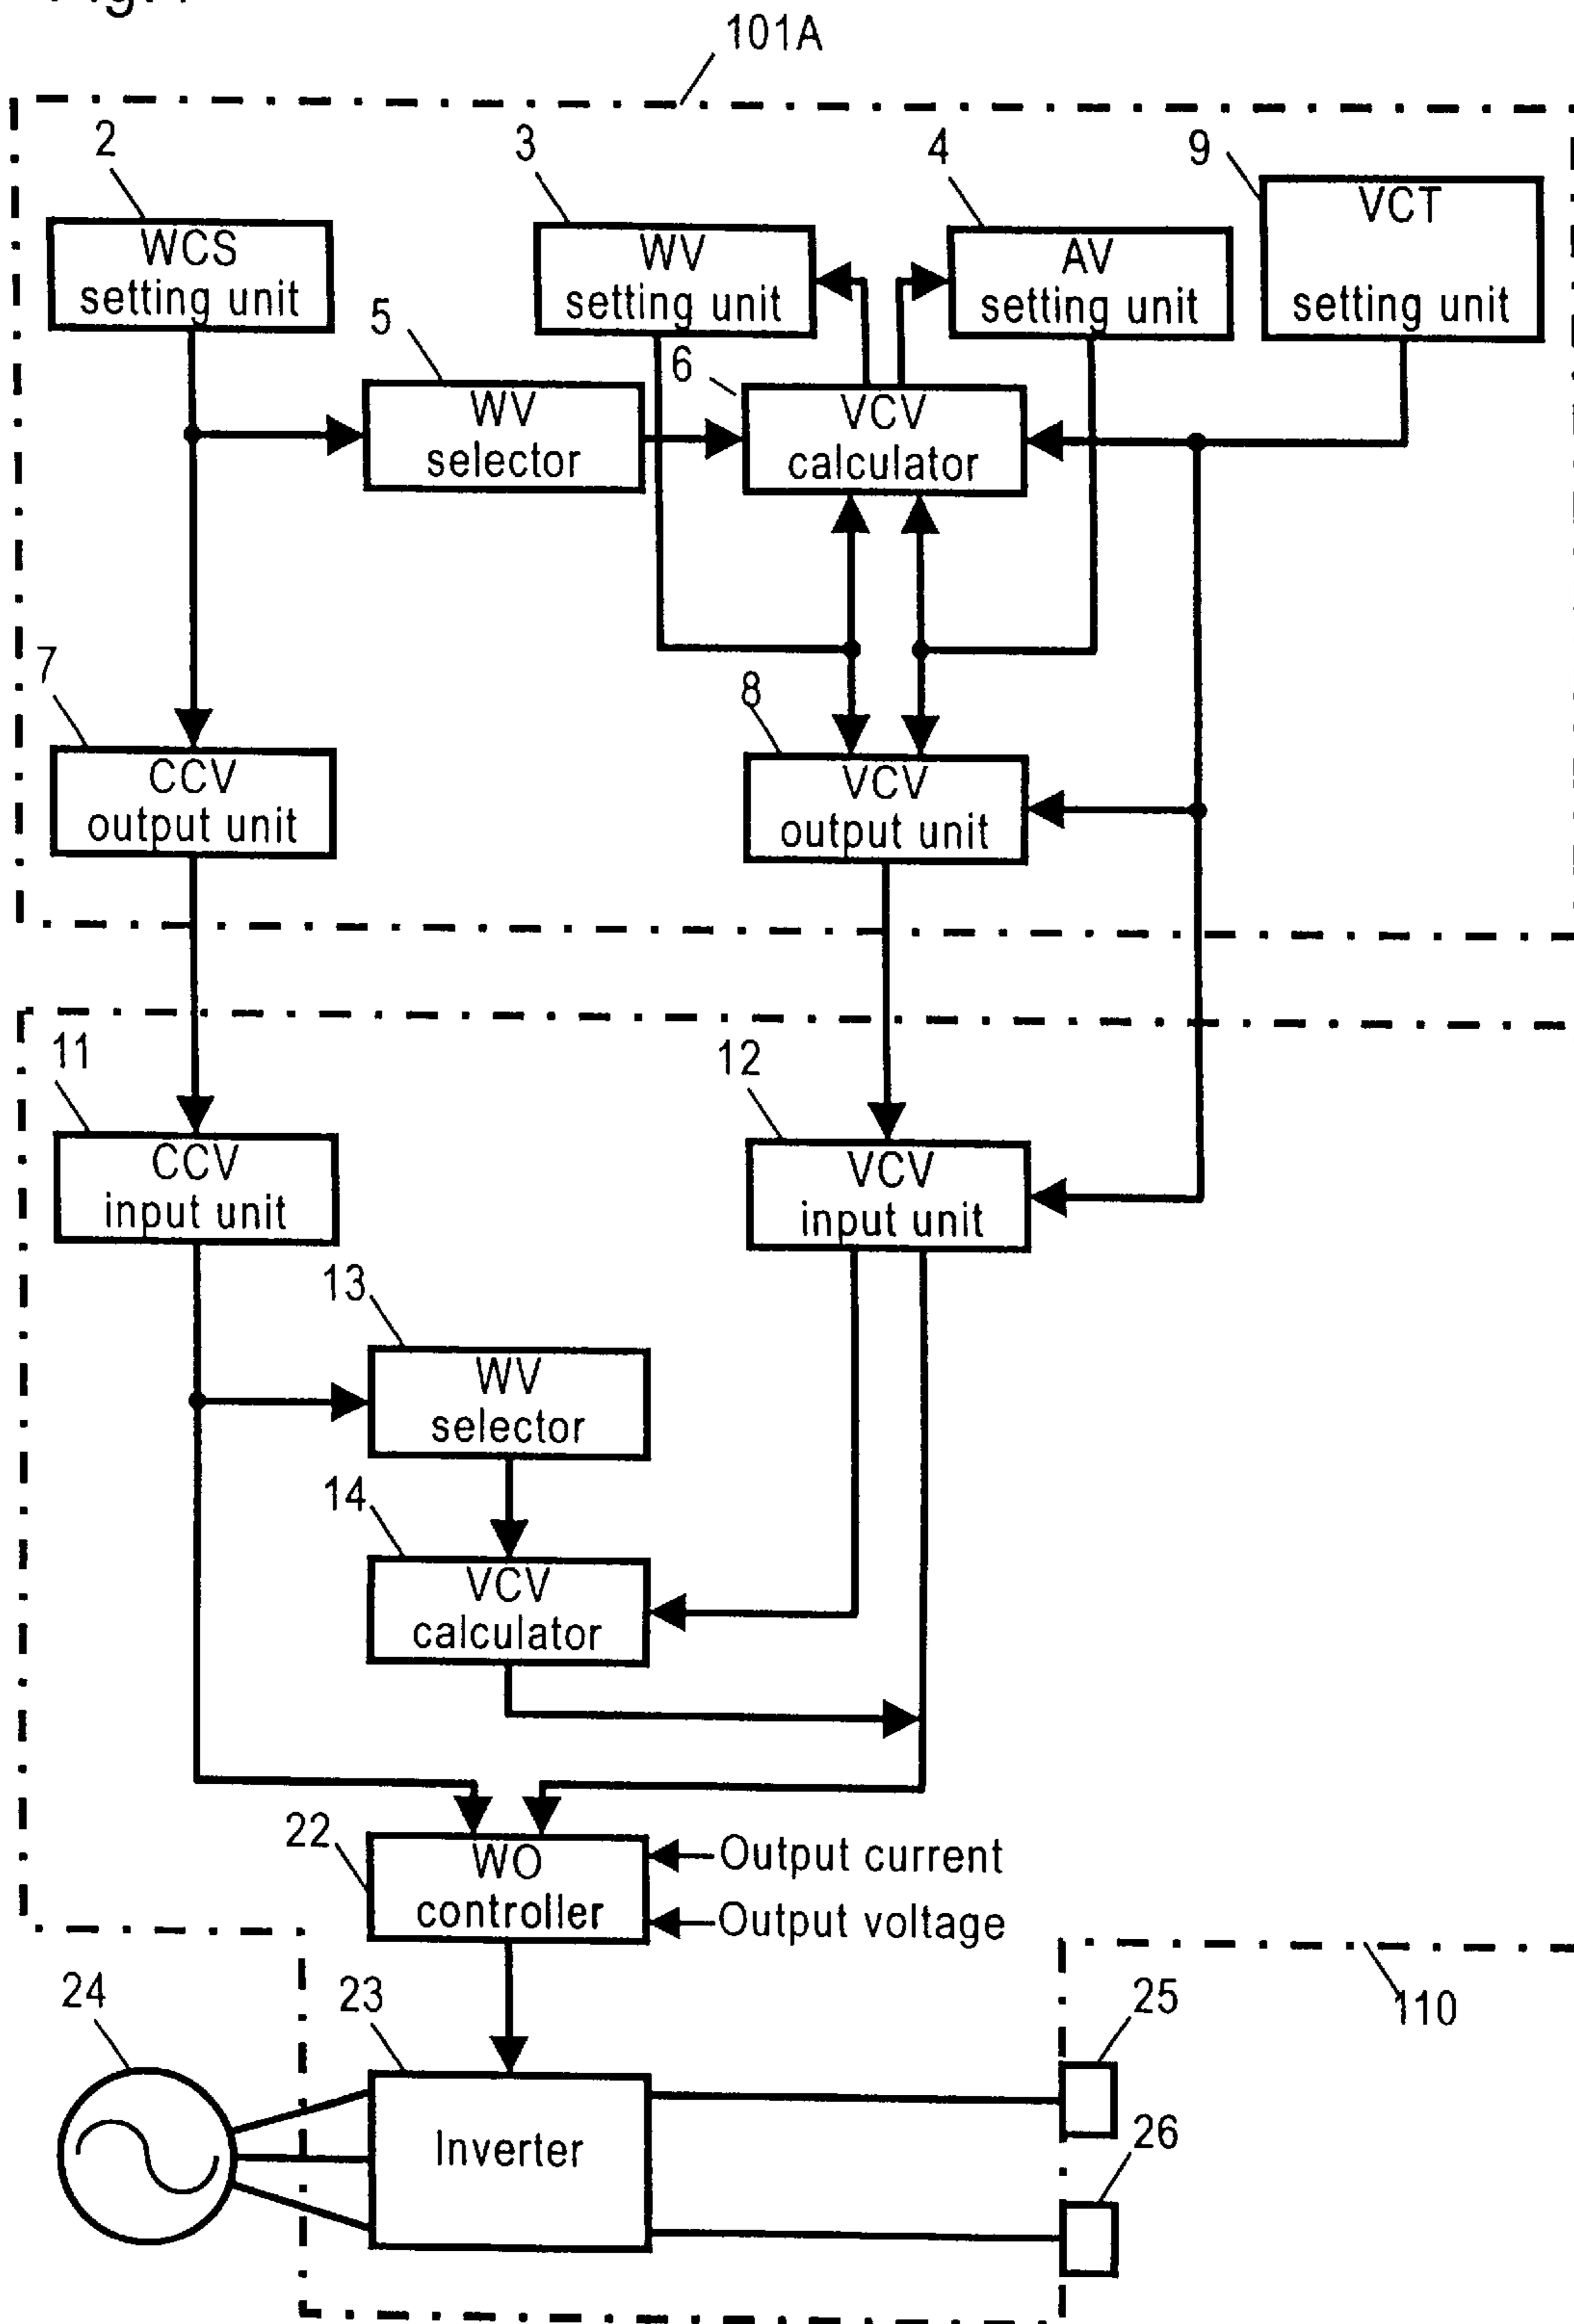 101A
2
3
4
9
WCS
setting unit
WV
setting unit
AV
setting unit
VCT
setting unit
5
6
WV
selector
VCV
calculator
7
8
CCV
output unit
VCV
output unit
11
12
CCV
input unit
VCV
input unit
13
WV
selector
14
VCV
calculator
22
WO
controller
Output current
Output voltage
24
23
25
110
Inverter
26